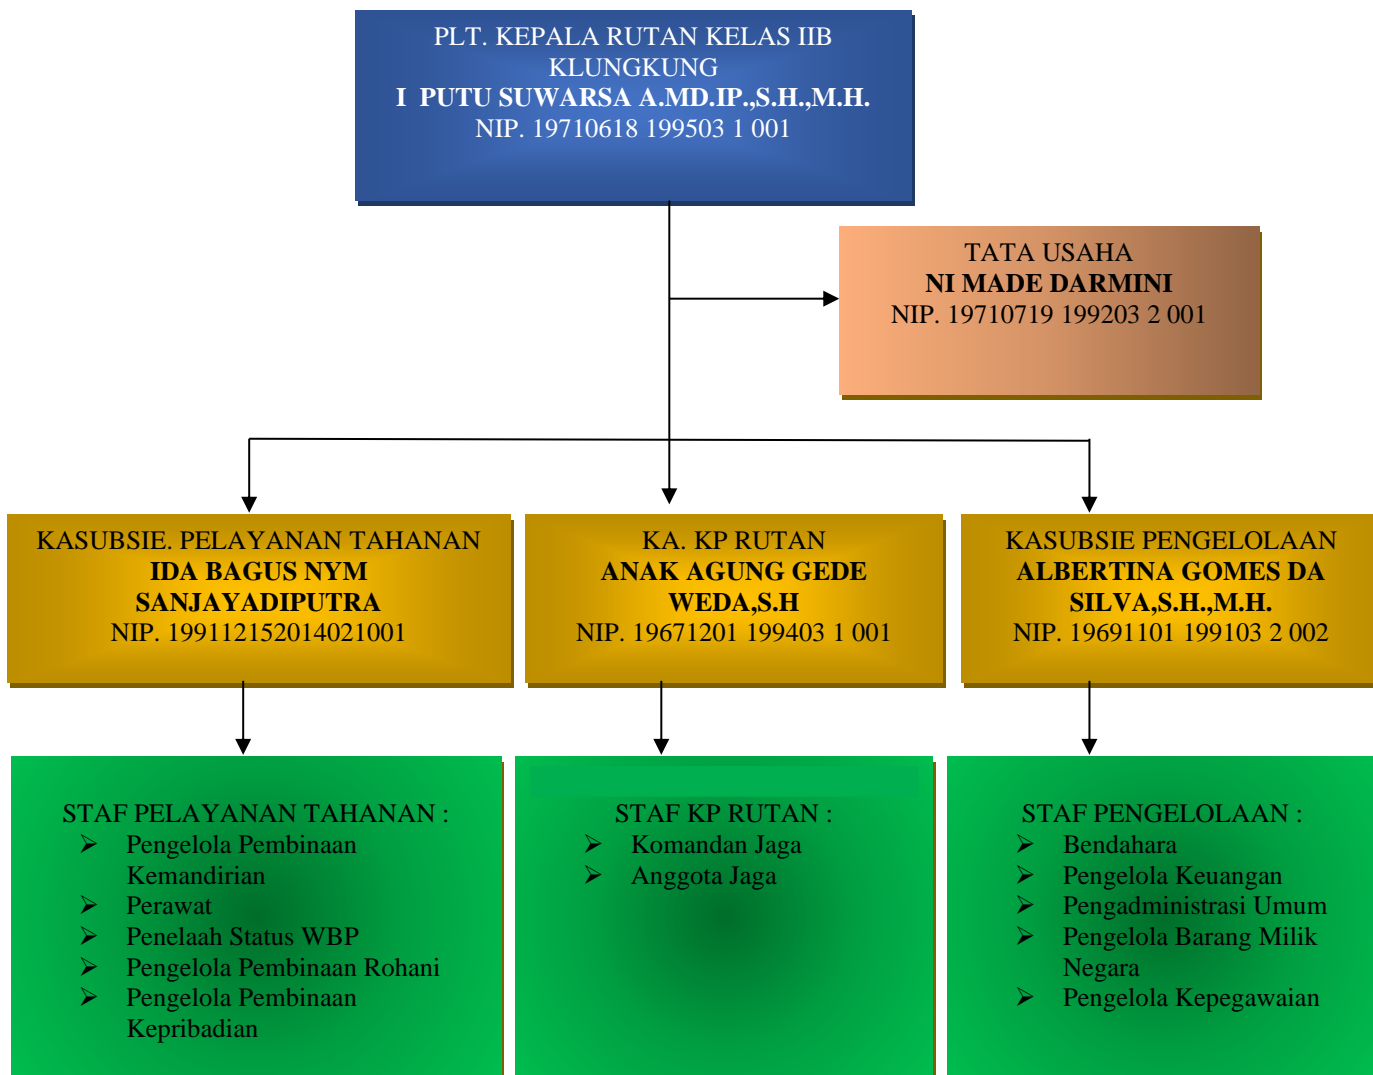 PLT. KEPALA RUTAN KELAS IIB
KLUNGKUNG
I PUTU SUWARSA A.MD.IP.,S.H.,M.H.
NIP. 19710618 199503 1 001
TATA USAHA
NI MADE DARMINI
NIP. 19710719 199203 2 001
KASUBSIE. PELAYANAN TAHANAN
IDA BAGUS NYM
SANJAYADIPUTRA
NIP. 199112152014021001
KA. KP RUTAN
ANAK AGUNG GEDE
WEDA,S.H
NIP. 19671201 199403 1 001
KASUBSIE PENGELOLAAN
ALBERTINA GOMES DA
SILVA,S.H.,M.H.
NIP. 19691101 199103 2 002
STAF PELAYANAN TAHANAN :
➢ Pengelola Pembinaan
Kemandirian
➢ Perawat
➢ Penelaah Status WBP
➢ Pengelola Pembinaan Rohani
➢ Pengelola Pembinaan
Kepribadian
STAF KP RUTAN :
➢ Komandan Jaga
➢ Anggota Jaga
STAF PENGELOLAAN :
➢ Bendahara
➢ Pengelola Keuangan
➢ Pengadministrasi Umum
➢ Pengelola Barang Milik
Negara
➢ Pengelola Kepegawaian